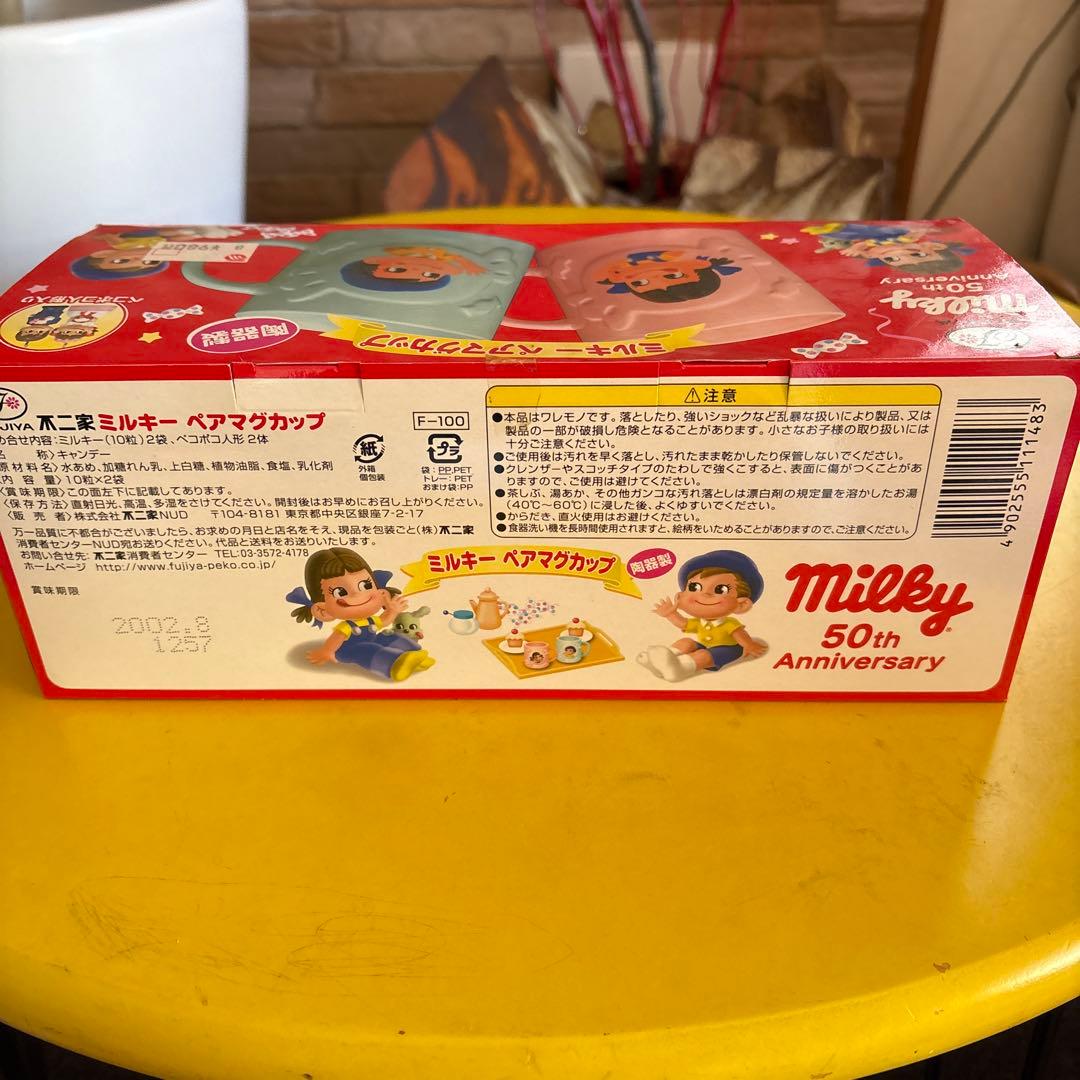 ペコポコ人形入り
陶器製
ミルキー ペアマグカップ
Milky
50th
Anniversary
FUJIYA 不二家 ミルキー ペアマグカップ
詰め合せ内容:ミルキー(10粒)2袋、ペコポコ人形 2体
〈名 称〉キャンデー
〈原材料名〉水あめ、加糖れん乳、上白糖、植物油脂、食塩、乳化剤
〈内 容 量〉10粒×2袋
〈賞味期限〉この面左下に記載してあります。
〈保存方法〉直射日光、高温、多湿をさけてください。開封後はお早めにお召し上がりください。
〈販 売 者〉株式会社 不二家NUD 〒104-8181 東京都中央区銀座7-2-17
万一品質に不都合がございましたら、お求めの月日と店名をそえ、現品を包装ごと(株)不二家
消費者センターNUD宛お送りください。代品と送料をお送りいたします。
お問い合せ先:不二家消費者センター TEL:03-3572-4178
ホームページ http://www.fujiya-peko.co.jp/
賞味期限
2002.8
1257
紙
外箱
個包装
F-100
プラ
袋:PP,PET
トレー:PET
おまけ袋:PP
注意
●本品はワレモノです。落としたり、強いショックなど乱暴な扱いにより製品、又は
製品の一部が破損し危険となることがあります。小さなお子様の取り扱いには
十分ご注意ください。
●ご使用後は汚れを早く落とし、汚れたまま乾かしたり保管しないでください。
●クレンザーやスコッチタイプのたわしで強くこすると、表面に傷がつくことがあ
りますので、ご使用は避けてください。
●茶しぶ、湯あか、その他ガンコな汚れ落としは漂白剤の規定量を溶かしたお湯
(40℃~60℃)に浸した後、よくゆすいでください。
●からだき、直火使用はお避けください。
●食器洗い機を長時間使用されますと、絵柄をいためることがありますので、ご注意ください。
4902555111483
ミルキー ペアマグカップ
陶器製
Milky
50th
Anniversary